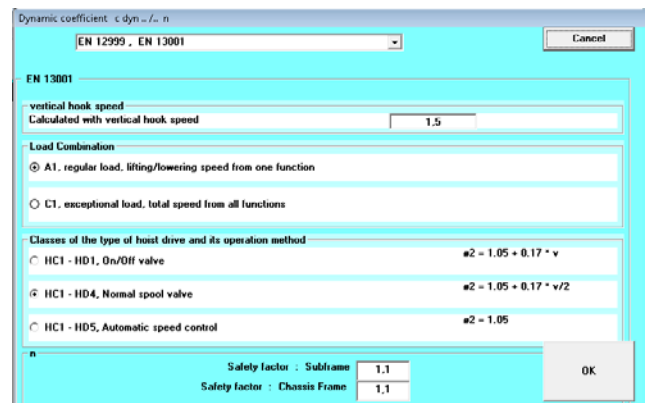 Dynamic coefficient c dyn ../.. n
EN 12999 , EN 13001
Cancel
EN 13001
vertical hook speed
Calculated with vertical hook speed 1,5
Load Combination
A1, regular load, lifting/lowering speed from one function
C1, exceptional load, total speed from all functions
Classes of the type of hoist drive and its operation method
HC1 - HD1, On/Off valve ø2 = 1.05 + 0.17 * v
HC1 - HD4, Normal spool valve ø2 = 1.05 + 0.17 * v/2
HC1 - HD5, Automatic speed control ø2 = 1.05
n
Safety factor : Subframe 1,1
Safety factor : Chassis Frame 1,1
OK